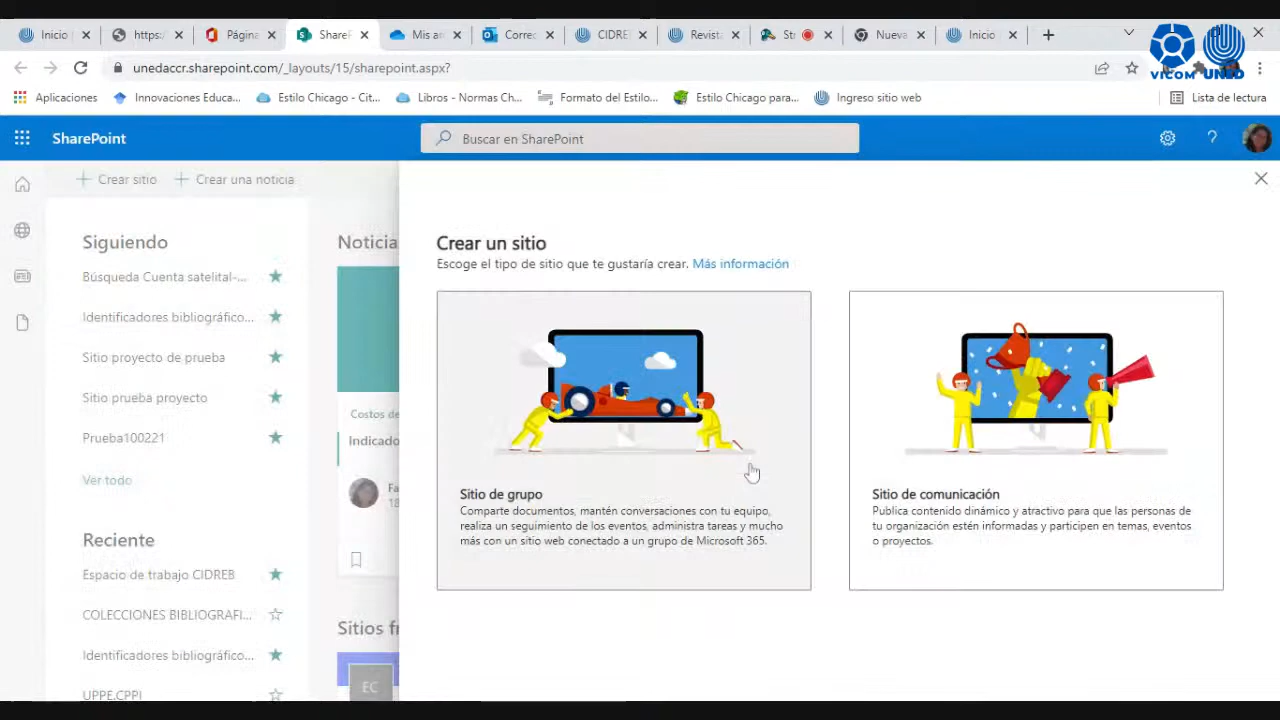 Inicio
https:
Página
ShareP
Mis an
Correo
CIDREB
Revista
Str
Nueva
Inicio
unedaccr.sharepoint.com/_layouts/15/sharepoint.aspx?
VICOM UNED
Aplicaciones
Innovaciones Educa...
Estilo Chicago - Cit...
Libros - Normas Ch...
Formato del Estilo...
Estilo Chicago para...
Ingreso sitio web
Lista de lectura
SharePoint
Buscar en SharePoint
Crear sitio
Crear una noticia
Siguiendo
Búsqueda Cuenta satelital-...
Identificadores bibliográfico...
Sitio proyecto de prueba
Sitio prueba proyecto
Prueba100221
Ver todo
Reciente
Espacio de trabajo CIDREB
COLECCIONES BIBLIOGRAFI...
Identificadores bibliográfico...
UPPE.CPPI
Noticia
Costos de
Indicado
Fa
18
Sitios fr
EC
Crear un sitio
Escoge el tipo de sitio que te gustaría crear. Más información
Sitio de grupo
Comparte documentos, mantén conversaciones con tu equipo,
realiza un seguimiento de los eventos, administra tareas y mucho
más con un sitio web conectado a un grupo de Microsoft 365.
Sitio de comunicación
Publica contenido dinámico y atractivo para que las personas de
tu organización estén informadas y participen en temas, eventos
o proyectos.